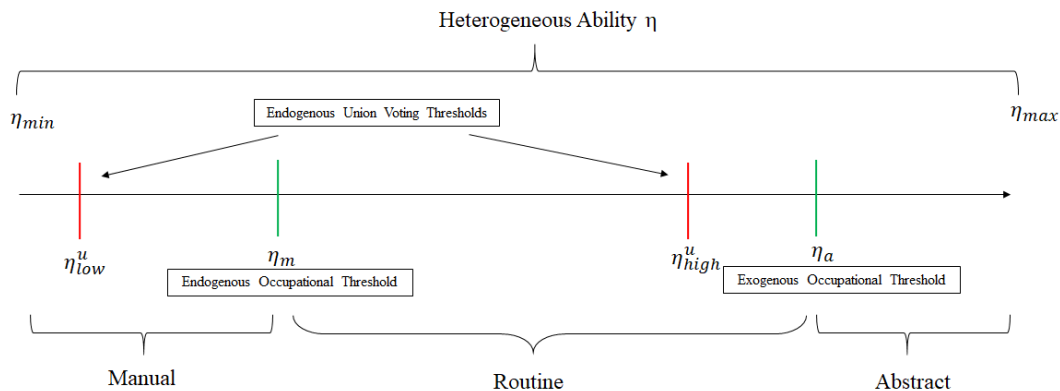 Heterogeneous Ability η
η_min
Endogenous Union Voting Thresholds
η_max
η^u_low
η_m
η^u_high
η_a
Endogenous Occupational Threshold
Exogenous Occupational Threshold
Manual
Routine
Abstract